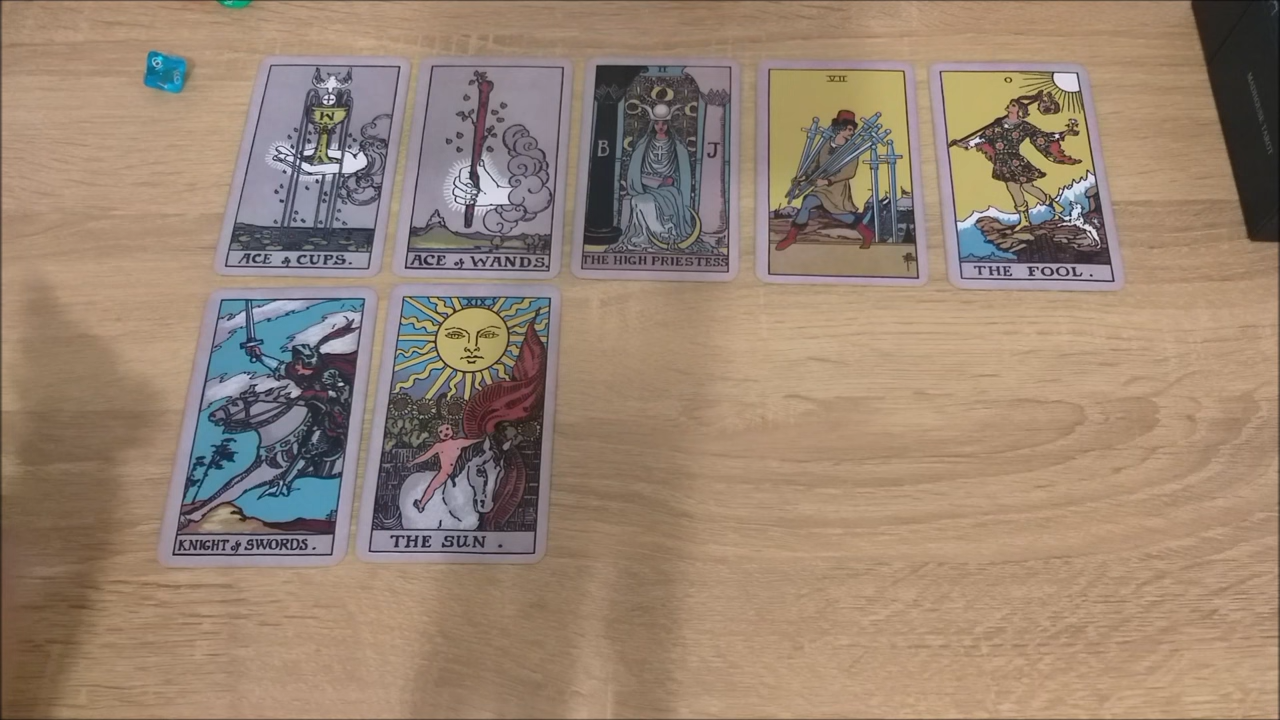 ACE of CUPS.
ACE of WANDS.
II
B J
THE HIGH PRIESTESS
VII
0
THE FOOL.
KNIGHT of SWORDS.
XIX
THE SUN.